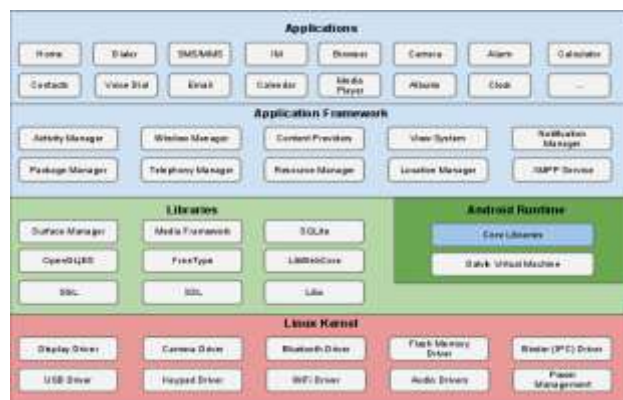 Applications
Home Dialer SMS/MMS IM Browser Camera Alarm Calculator
Contacts Voice Dial Email Calendar Media Player Albums Clock ...
Application Framework
Activity Manager Window Manager Content Providers View System Notification Manager
Package Manager Telephony Manager Resource Manager Location Manager XMPP Service
Libraries
Android Runtime
Surface Manager Media Framework SQLite
Core Libraries
OpenGL|ES FreeType LibWebCore
Dalvik Virtual Machine
SGL SSL Libc
Linux Kernel
Display Driver Camera Driver Bluetooth Driver Flash Memory Driver Binder (IPC) Driver
USB Driver Keypad Driver WiFi Driver Audio Drivers Power Management